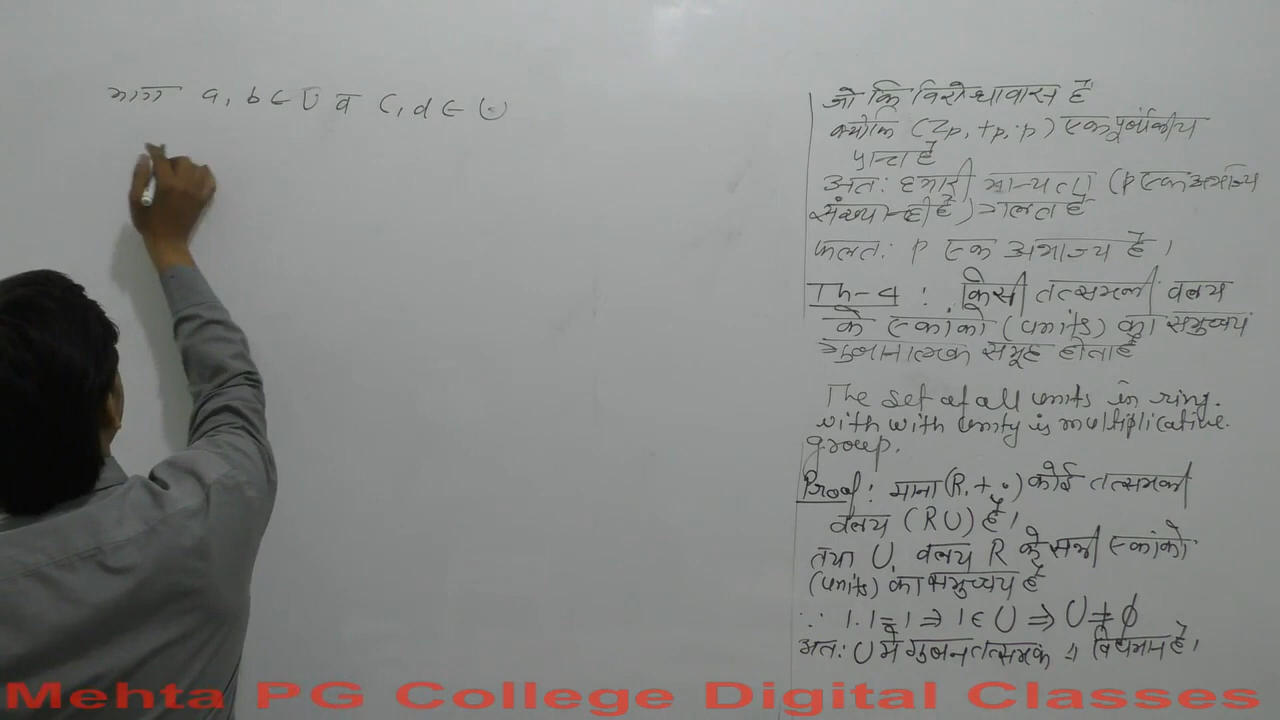 माना a, b ∈ U व c, d ∈ U
जो कि विरोधाभास है
क्योंकि (Zp, +p, ·p) एक पूर्णांकीय
प्रान्त है
अतः हमारी मान्यता (P एक अभाज्य
संख्या नहीं है) गलत है
फलतः P एक अभाज्य है।
Th-4 : किसी तत्समकी वलय
के एकांको (units) का समुच्चय
गुणनात्मक समूह होता है
The set of all units in ring.
with with unity is multiplicative.
group.
Proof: माना (R, +, ·) कोई तत्समकी
वलय (RU) है।
तथा U, वलय R के सभी एकांको
(units) का समुच्चय है
∵ 1.1 = 1 ⇒ 1 ∈ U ⇒ U ≠ ϕ
अतः U में गुणन तत्समक 1 विद्यमान है।
Mehta PG College Digital Classes